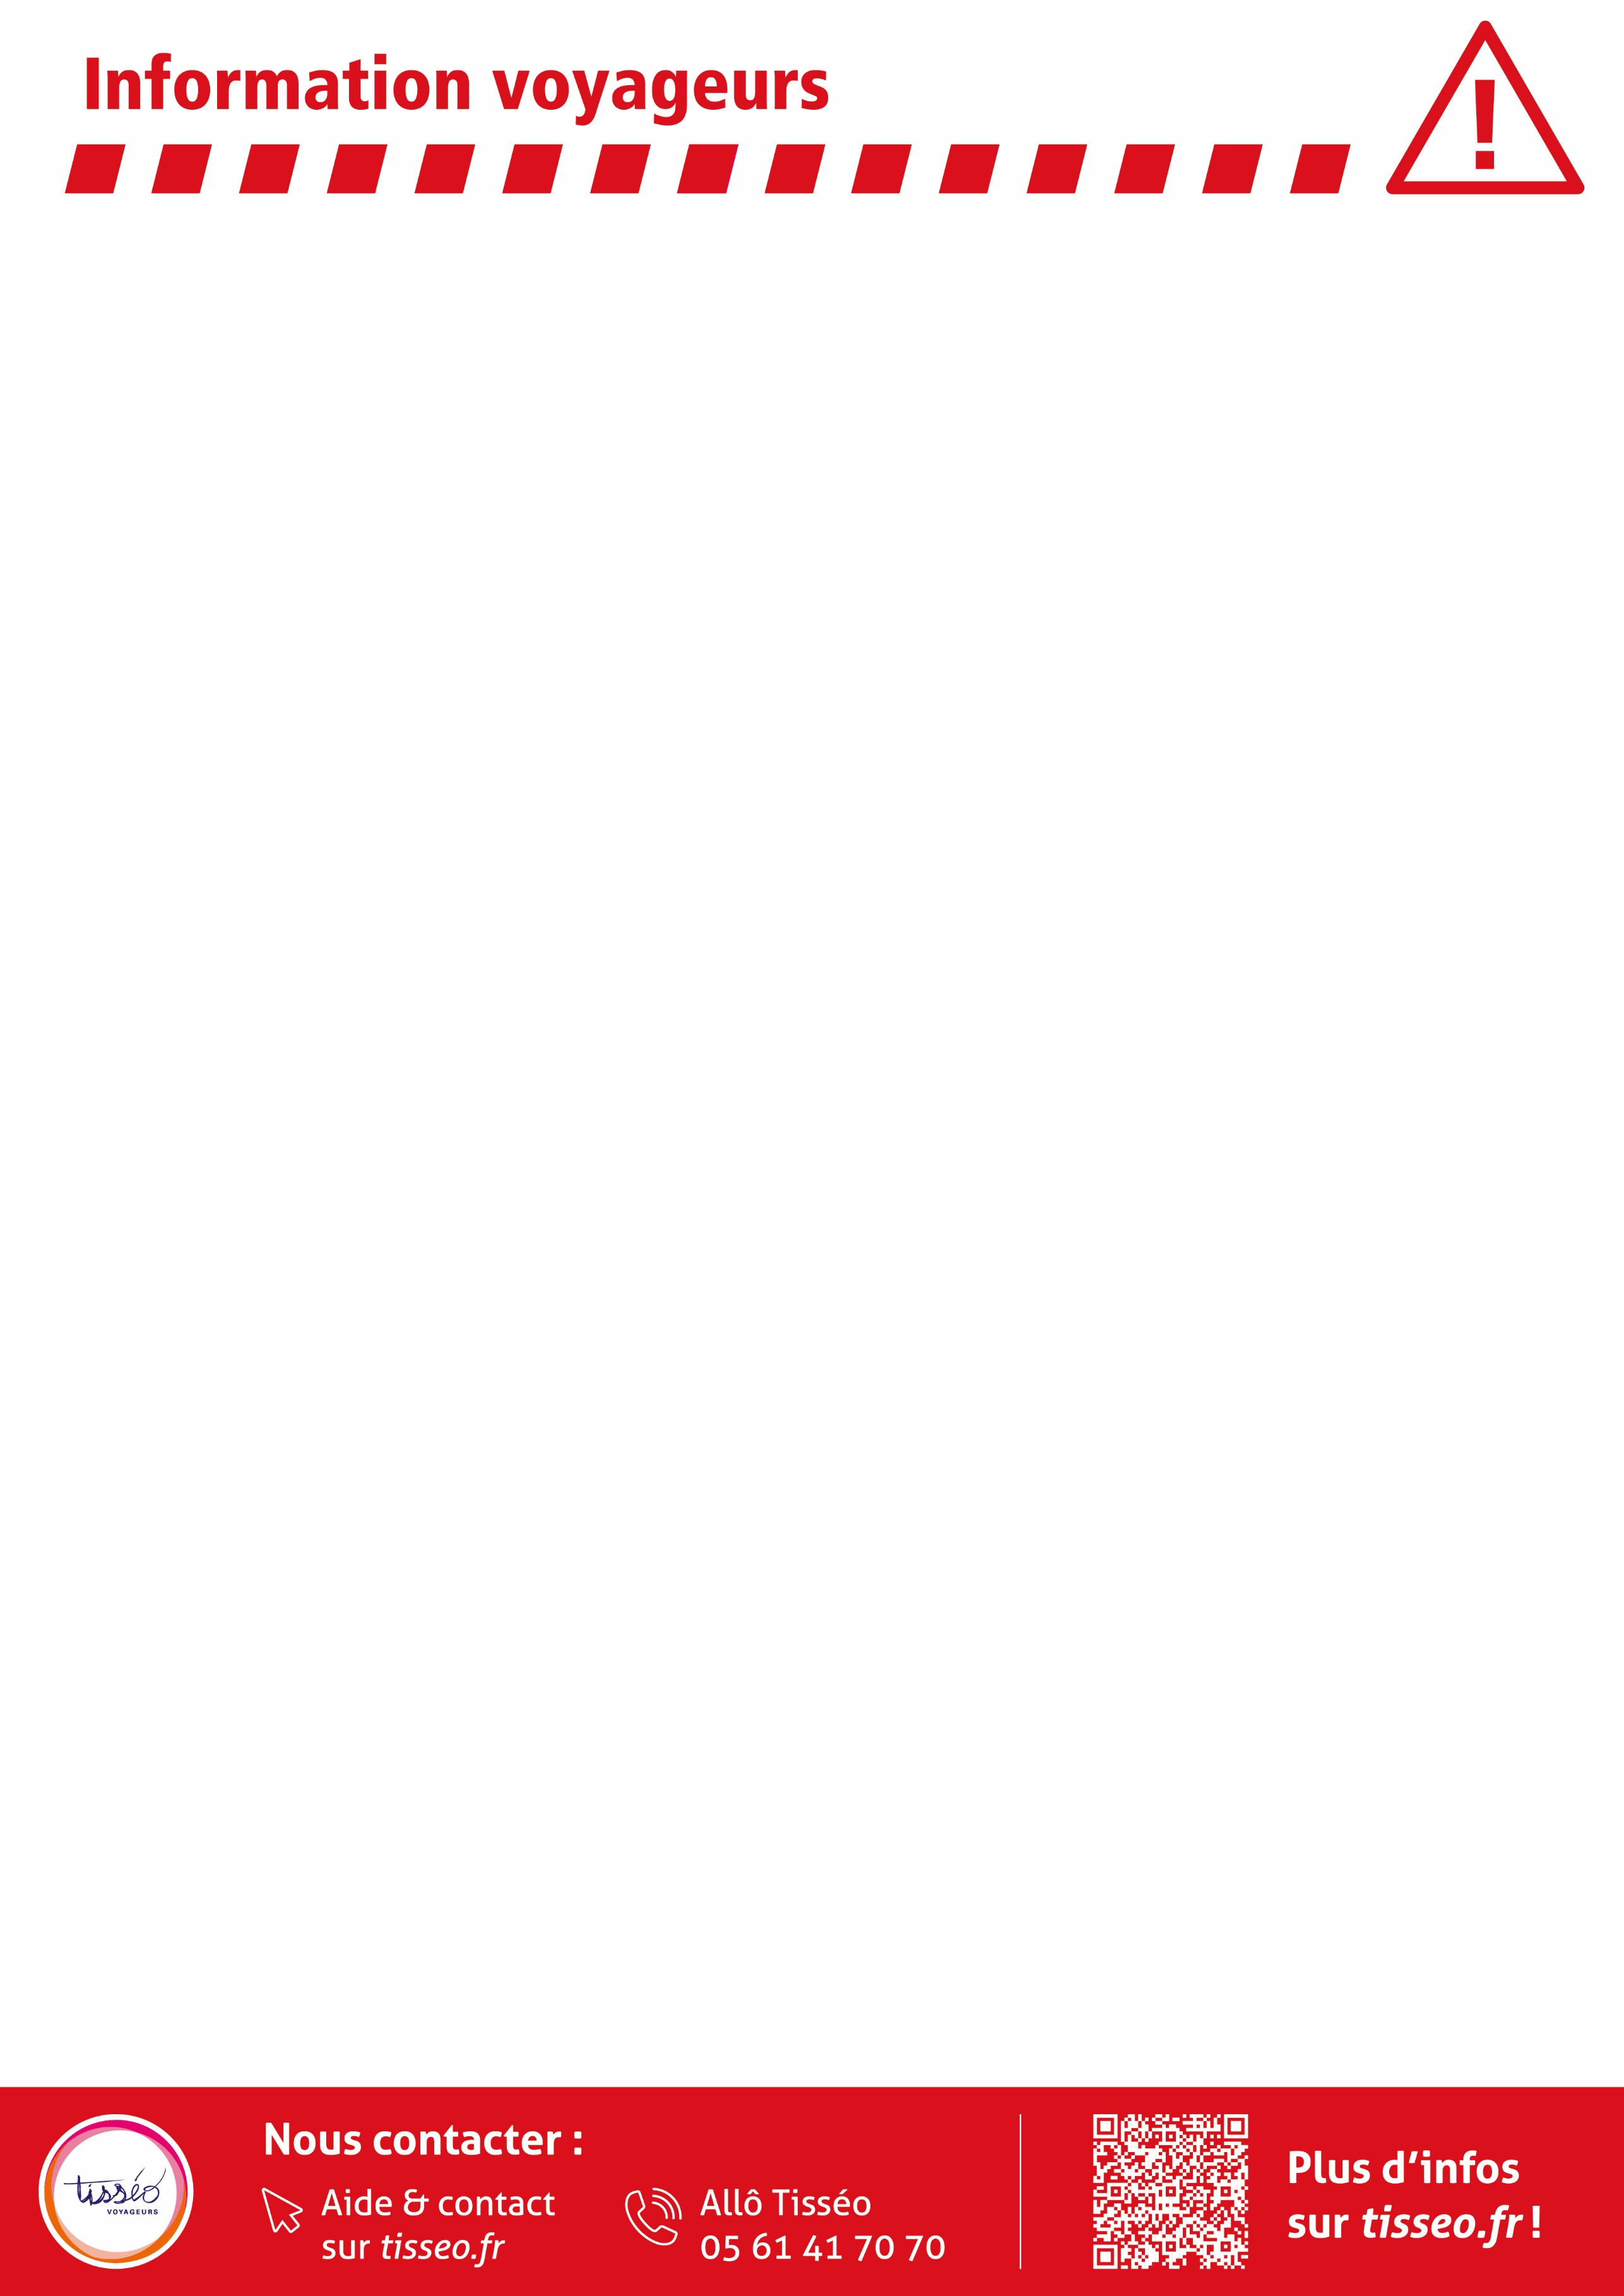 Information voyageurs
!
tisséo
VOYAGEURS
Nous contacter :
Aide & contact
sur tisseo.fr
Allô Tisséo
05 61 41 70 70
Plus d'infos
sur tisseo.fr !